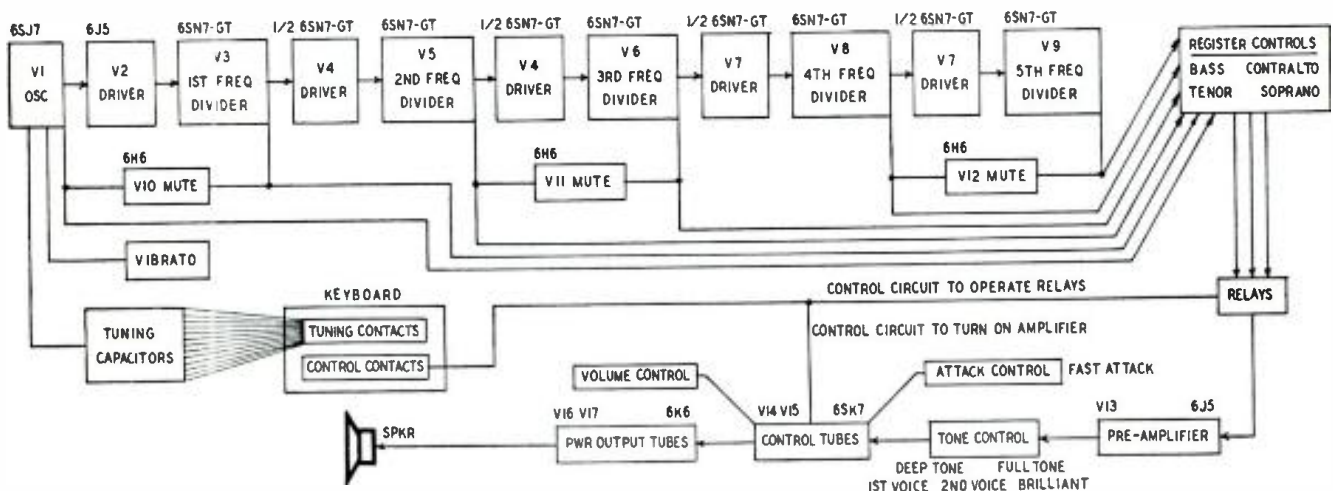 6SJ7 6J5 6SN7-GT 1/2 6SN7-GT 6SN7-GT 1/2 6SN7-GT 6SN7-GT 1/2 6SN7-GT 6SN7-GT 1/2 6SN7-GT 6SN7-GT
V1
OSC
V2
DRIVER
V3
1ST FREQ
DIVIDER
V4
DRIVER
V5
2ND FREQ
DIVIDER
V4
DRIVER
V6
3RD FREQ
DIVIDER
V7
DRIVER
V8
4TH FREQ
DIVIDER
V7
DRIVER
V9
5TH FREQ
DIVIDER
REGISTER CONTROLS
BASS CONTRALTO
TENOR SOPRANO
6H6
V10 MUTE
6H6
V11 MUTE
6H6
V12 MUTE
VIBRATO
TUNING
CAPACITORS
KEYBOARD
TUNING CONTACTS
CONTROL CONTACTS
CONTROL CIRCUIT TO OPERATE RELAYS
RELAYS
CONTROL CIRCUIT TO TURN ON AMPLIFIER
VOLUME CONTROL
ATTACK CONTROL FAST ATTACK
SPKR
V16 V17 6K6
PWR OUTPUT TUBES
V14 V15 6SK7
CONTROL TUBES
TONE CONTROL
DEEP TONE FULL TONE
1ST VOICE 2ND VOICE BRILLIANT
V13 6J5
PRE-AMPLIFIER